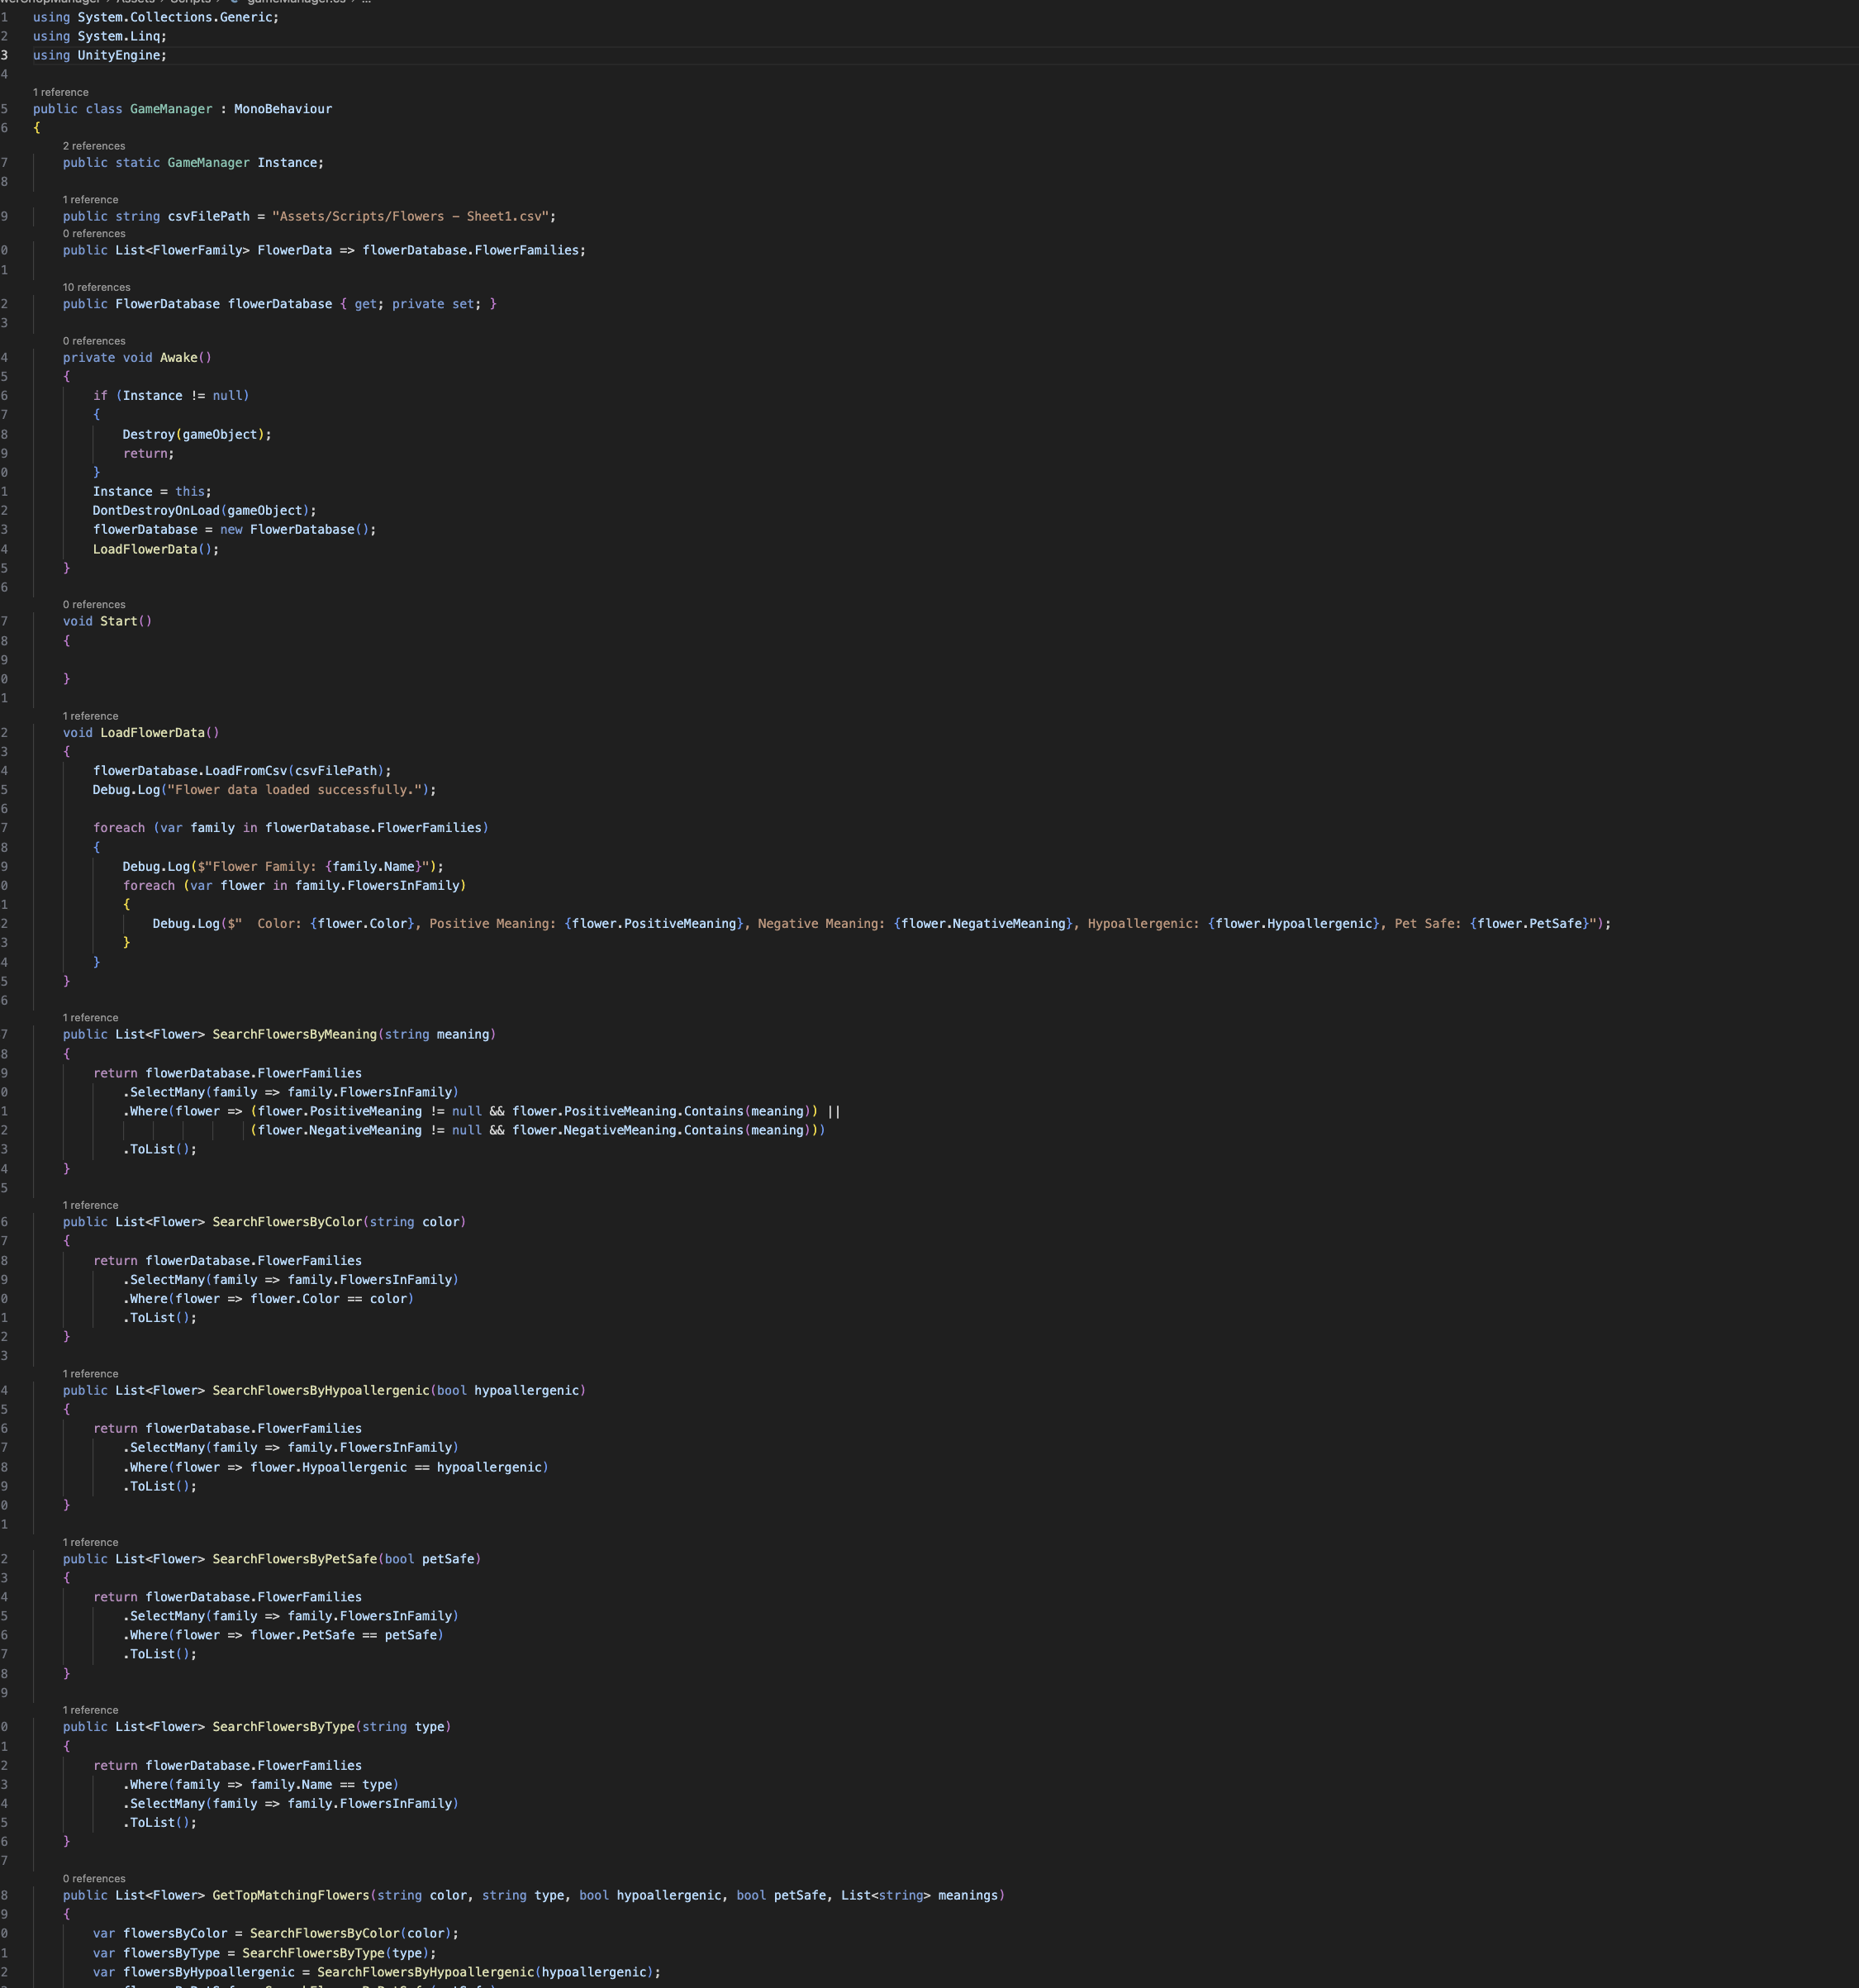 werShopManager > Assets > Scripts > gameManager.cs > ...
1 using System.Collections.Generic;
2 using System.Linq;
3 using UnityEngine;
4
1 reference
5 public class GameManager : MonoBehaviour
6 {
2 references
7 public static GameManager Instance;
8
1 reference
9 public string csvFilePath = "Assets/Scripts/Flowers - Sheet1.csv";
0 references
0 public List<FlowerFamily> FlowerData => flowerDatabase.FlowerFamilies;
1
10 references
2 public FlowerDatabase flowerDatabase { get; private set; }
3
0 references
4 private void Awake()
5 {
6 if (Instance != null)
7 {
8 Destroy(gameObject);
9 return;
0 }
1 Instance = this;
2 DontDestroyOnLoad(gameObject);
3 flowerDatabase = new FlowerDatabase();
4 LoadFlowerData();
5 }
6
0 references
7 void Start()
8 {
9
0 }
1
1 reference
2 void LoadFlowerData()
3 {
4 flowerDatabase.LoadFromCsv(csvFilePath);
5 Debug.Log("Flower data loaded successfully.");
6
7 foreach (var family in flowerDatabase.FlowerFamilies)
8 {
9 Debug.Log($"Flower Family: {family.Name}");
0 foreach (var flower in family.FlowersInFamily)
1 {
2 Debug.Log($"  Color: {flower.Color}, Positive Meaning: {flower.PositiveMeaning}, Negative Meaning: {flower.NegativeMeaning}, Hypoallergenic: {flower.Hypoallergenic}, Pet Safe: {flower.PetSafe}");
3 }
4 }
5 }
6
1 reference
7 public List<Flower> SearchFlowersByMeaning(string meaning)
8 {
9 return flowerDatabase.FlowerFamilies
0 .SelectMany(family => family.FlowersInFamily)
1 .Where(flower => (flower.PositiveMeaning != null && flower.PositiveMeaning.Contains(meaning)) ||
2 (flower.NegativeMeaning != null && flower.NegativeMeaning.Contains(meaning)))
3 .ToList();
4 }
5
1 reference
6 public List<Flower> SearchFlowersByColor(string color)
7 {
8 return flowerDatabase.FlowerFamilies
9 .SelectMany(family => family.FlowersInFamily)
0 .Where(flower => flower.Color == color)
1 .ToList();
2 }
3
1 reference
4 public List<Flower> SearchFlowersByHypoallergenic(bool hypoallergenic)
5 {
6 return flowerDatabase.FlowerFamilies
7 .SelectMany(family => family.FlowersInFamily)
8 .Where(flower => flower.Hypoallergenic == hypoallergenic)
9 .ToList();
0 }
1
1 reference
2 public List<Flower> SearchFlowersByPetSafe(bool petSafe)
3 {
4 return flowerDatabase.FlowerFamilies
5 .SelectMany(family => family.FlowersInFamily)
6 .Where(flower => flower.PetSafe == petSafe)
7 .ToList();
8 }
9
1 reference
0 public List<Flower> SearchFlowersByType(string type)
1 {
2 return flowerDatabase.FlowerFamilies
3 .Where(family => family.Name == type)
4 .SelectMany(family => family.FlowersInFamily)
5 .ToList();
6 }
7
0 references
8 public List<Flower> GetTopMatchingFlowers(string color, string type, bool hypoallergenic, bool petSafe, List<string> meanings)
9 {
0 var flowersByColor = SearchFlowersByColor(color);
1 var flowersByType = SearchFlowersByType(type);
2 var flowersByHypoallergenic = SearchFlowersByHypoallergenic(hypoallergenic);